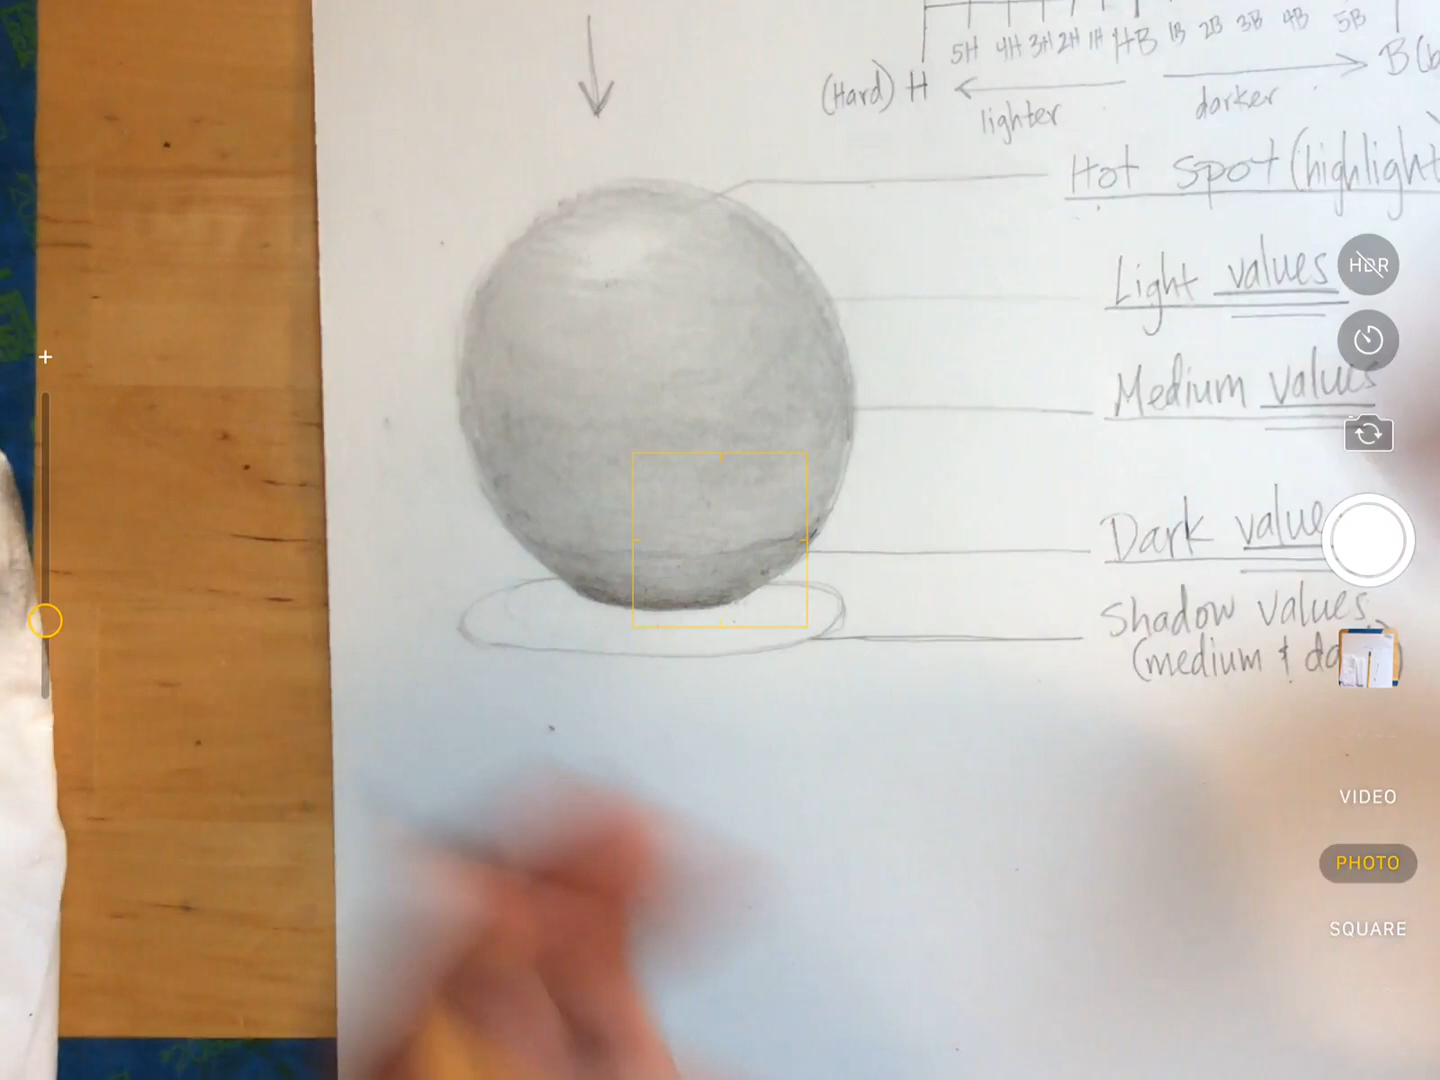 5H 4H 3H 2H 1H HB 1B 2B 3B 4B 5B
(Hard) H
B
lighter
darker
Hot spot (highlight
Light values
Medium values
Dark value
Shadow values
(medium &
HDR
VIDEO
PHOTO
SQUARE